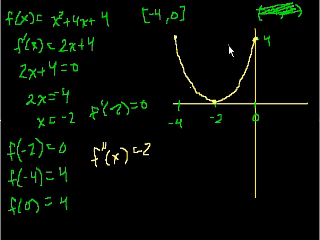 f(x)= x²+4x+4
[-4,0]
f'(x)=2x+4
2x+4=0
2x=-4
x=-2
f'(-2)=0
f(-2)=0
f(-4)=4
f(0)=4
f''(x)=2
4
-4
-2
0